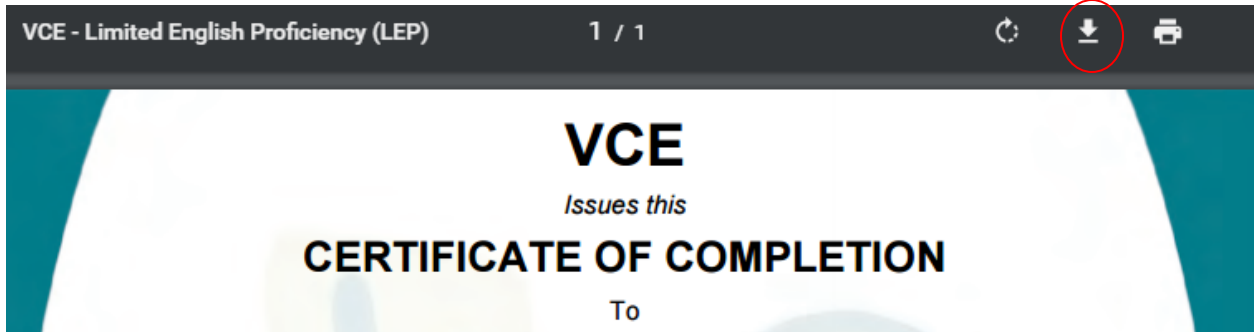 VCE - Limited English Proficiency (LEP) 1 / 1
VCE
Issues this
CERTIFICATE OF COMPLETION
To